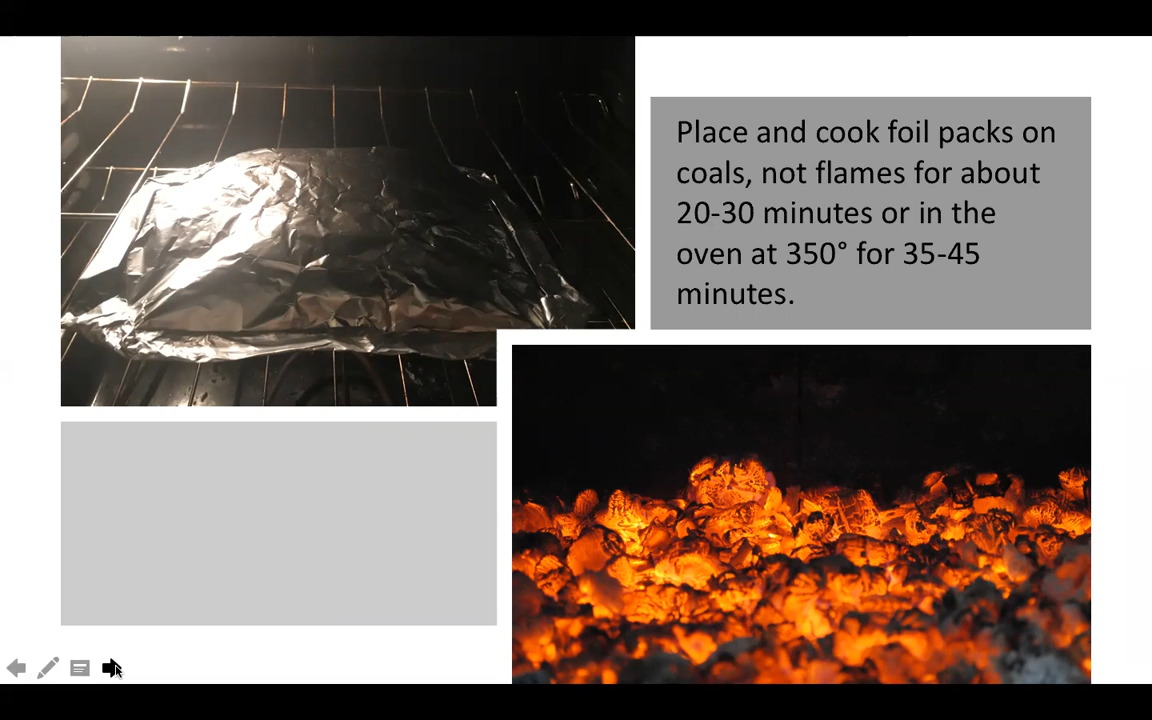 Place and cook foil packs on
coals, not flames for about
20-30 minutes or in the
oven at 350° for 35-45
minutes.